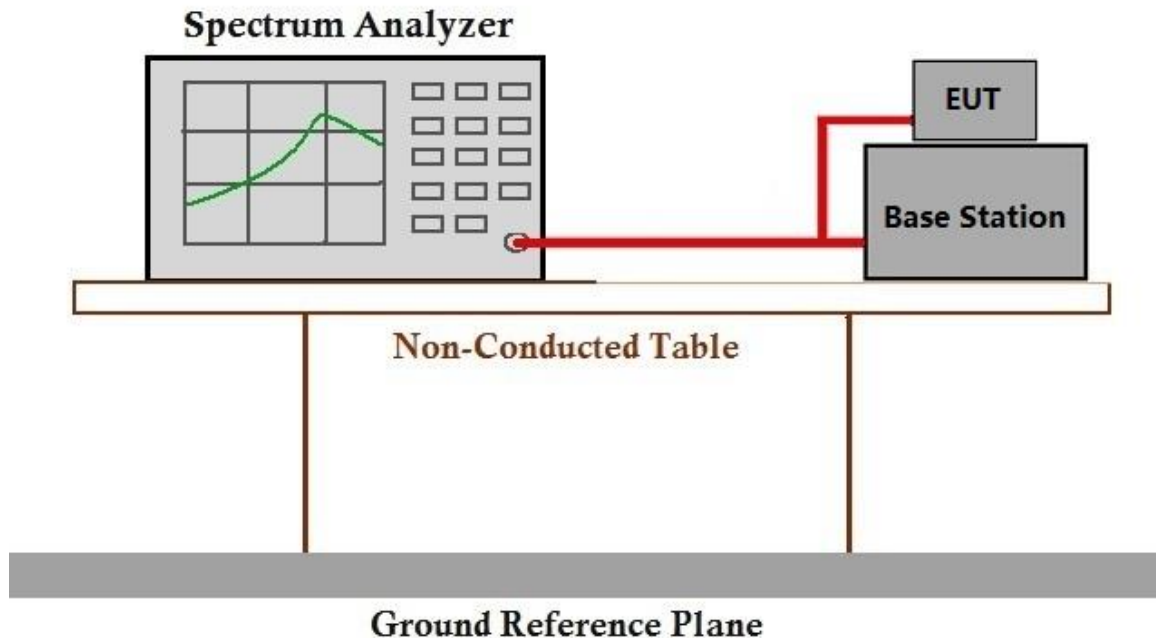 Spectrum Analyzer
EUT
Base Station
Non-Conducted Table
Ground Reference Plane